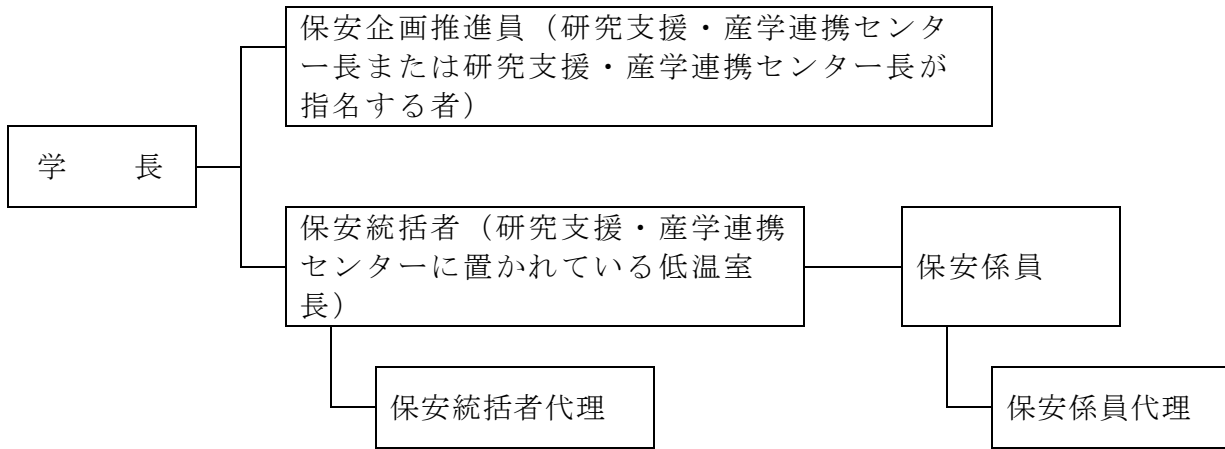 保安企画推進員（研究支援・産学連携センタ
ー長または研究支援・産学連携センター長が
指名する者）
学　　長
保安統括者（研究支援・産学連携
センターに置かれている低温室
長）
保安係員
保安統括者代理
保安係員代理